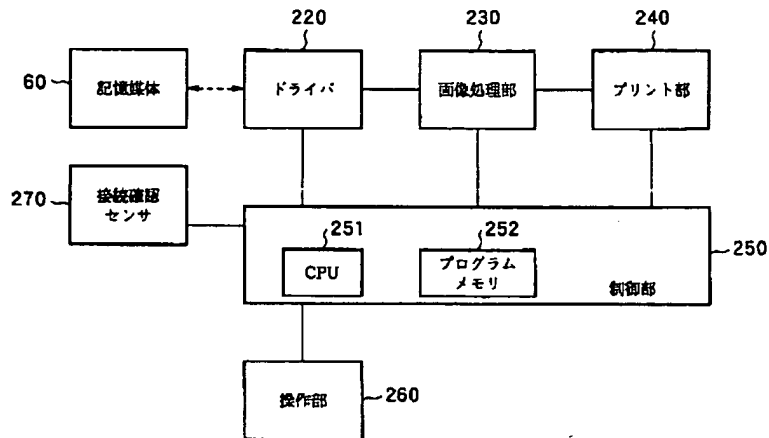 220
230
240
60
記憶媒体
ドライバ
画像処理部
プリント部
270
接続確認
センサ
251
252
250
CPU
プログラム
メモリ
制御部
操作部
260